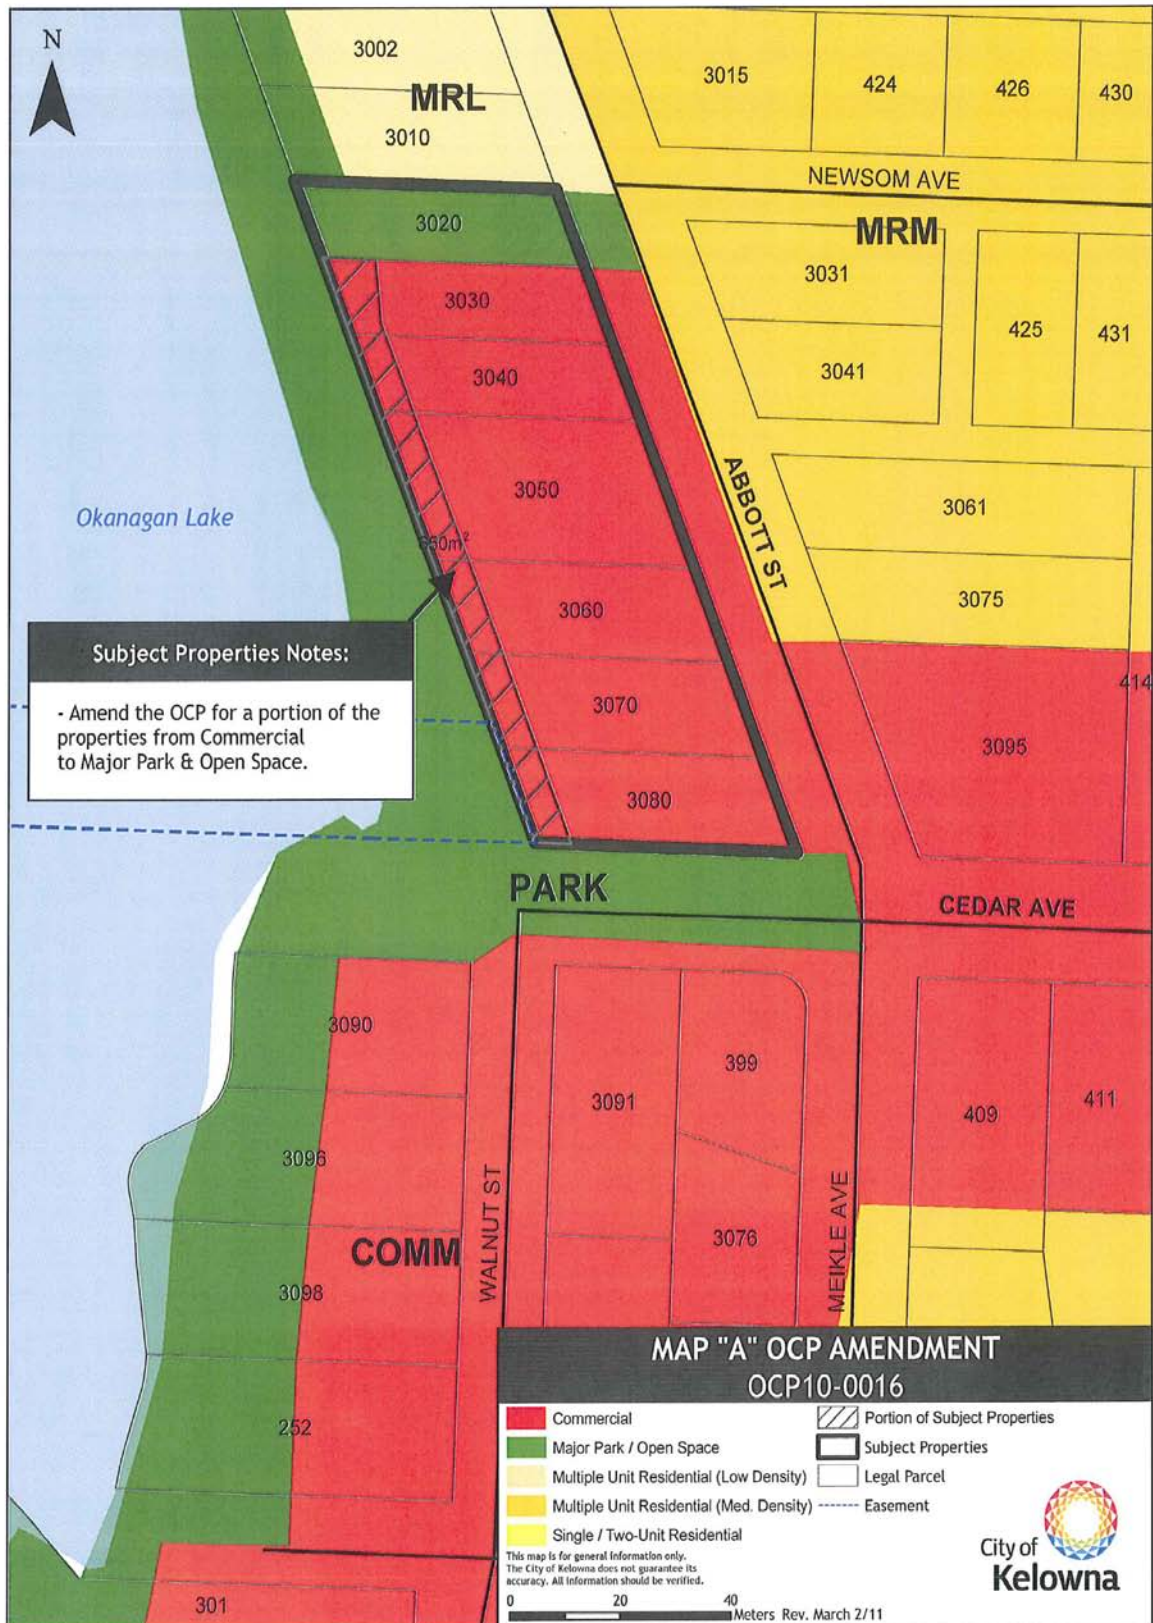 N
3002
MRL
3010
3015
424
426
430
NEWSOM AVE
MRM
3020
3031
3030
425
431
3040
3041
ABBOTT ST
3050
3061
Okanagan Lake
3060
3075
Subject Properties Notes:
- Amend the OCP for a portion of the
properties from Commercial
to Major Park & Open Space.
3070
414
3095
3080
PARK
CEDAR AVE
3090
399
3091
409
411
3096
WALNUT ST
MEIKLE AVE
COMM
3076
3098
252
301
MAP "A" OCP AMENDMENT
OCP10-0016
Commercial
Major Park / Open Space
Multiple Unit Residential (Low Density)
Multiple Unit Residential (Med. Density)
Single / Two-Unit Residential
Portion of Subject Properties
Subject Properties
Legal Parcel
Easement
This map is for general information only.
The City of Kelowna does not guarantee its
accuracy. All information should be verified.
0 20 40
Meters Rev. March 2/11
City of
Kelowna